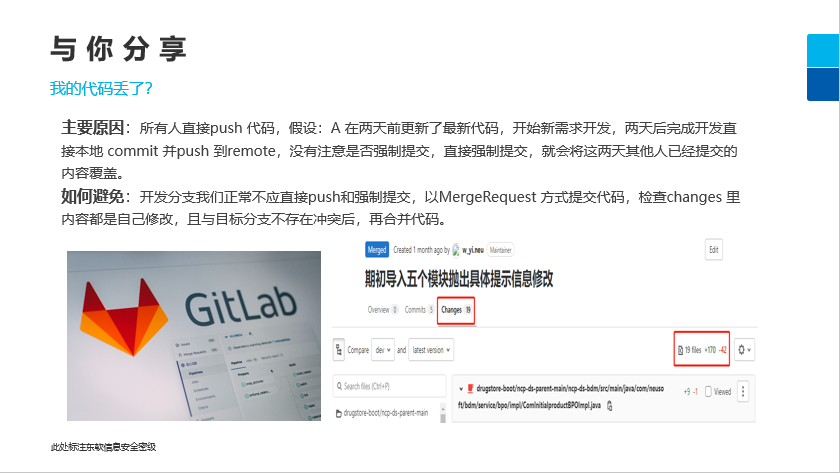 与你分享
我的代码丢了？
主要原因：所有人直接push 代码，假设：A 在两天前更新了最新代码，开始新需求开发，两天后完成开发直
接本地 commit 并push 到remote，没有注意是否强制提交，直接强制提交，就会将这两天其他人已经提交的
内容覆盖。
如何避免：开发分支我们正常不应直接push和强制提交，以MergeRequest 方式提交代码，检查changes 里
内容都是自己修改，且与目标分支不存在冲突后，再合并代码。
GitLab
Merged Created 1 month ago by w_yi.neu Maintainer Edit
期初导入五个模块抛出具体提示信息修改
Overview 0 Commits 5 Changes 19
Compare dev and latest version 19 files +170 -42
Search files (Ctrl+P)
drugstore-boot/ncp-ds-parent-main
drugstore-boot/ncp-ds-parent-main/ncp-ds-bdm/src/main/java/com/neuso
ft/bdm/service/bpo/impl/ComInitialproductBPOImpl.java
+9 -1 Viewed
此处标注东软信息安全密级